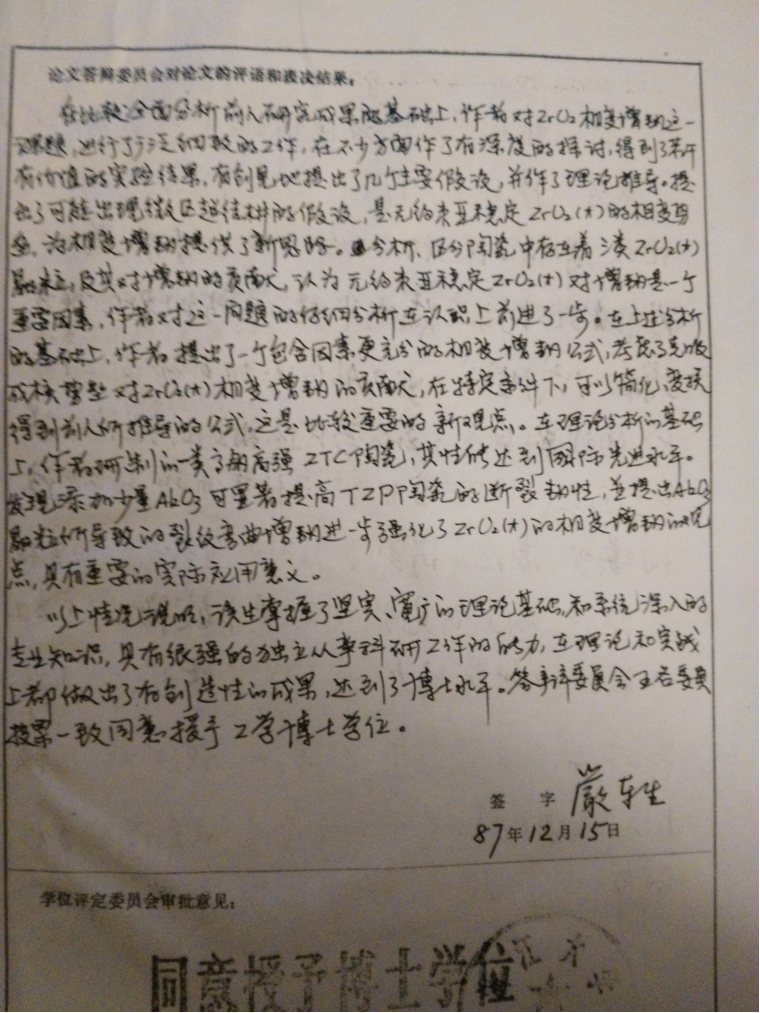 论文答辩委员会对论文的评语和表决结果：
在比较全面分析前人研究成果的基础上，作者对ZrO₂相变增韧这一
课题，进行了广泛细致的工作，在不少方面作了有深度的探讨，得到了若干
有价值的实验结果，有创见地提出了几个主要假设，并作了理论推导。提
出了可能出现微区超结构的假设，是无约束亚稳定ZrO₂(t)的相变
，为相变增韧提供了新思路。分析、区分陶瓷中存在着三类ZrO₂(t)
及其对增韧的贡献，认为无约束亚稳定ZrO₂(t)对增韧是一个
重要因素，作者对这一问题的仔细分析在认识上前进了一步。在上述分析
的基础上，作者提出了一个包含因素更充分的相变增韧公式，考虑了克服
成核势垒对ZrO₂(t)相变增韧的贡献，在特定条件下，可以简化、
得到前人所推导的公式，这是比较重要的新观点。在理论分析的基础
上，作者研制的一类高韧高强ZTC陶瓷，其性能达到国际先进水平。
发现添加少量Al₂O₃可显著提高TZP陶瓷的断裂韧性，并提出Al₂O₃
颗粒所导致的裂纹弯曲增韧进一步强化了ZrO₂(t)的相变增韧的观
点，具有重要的实际应用意义。
以上情况说明，该生掌握了坚实、宽广的理论基础和系统深入的
专业知识，具有很强的独立从事科研工作的能力，在理论和实践
上都做出了有创造性的成果，达到了博士水平。答辩委员会五名委员
投票一致同意授予工学博士学位。
签 字 严东生
87年12月15日
学位评定委员会审批意见：
同意授予博士学位